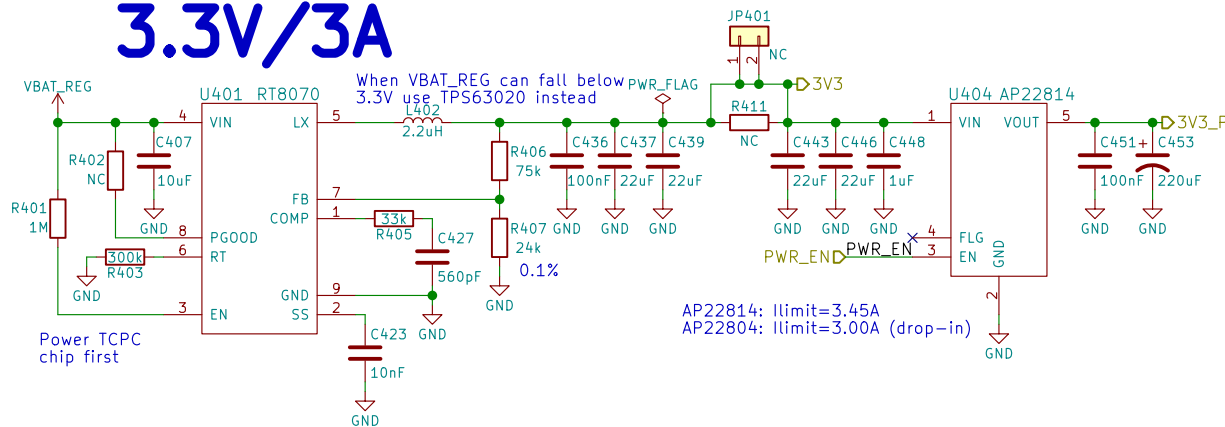 3.3V/3A
JP401
NC
1
2
VBAT_REG
When VBAT_REG can fall below
3.3V use TPS63020 instead
PWR_FLAG
3V3
U401 RT8070
4
VIN
LX
5
L402
2.2uH
R411
NC
U404 AP22814
1
VIN
VOUT
5
3V3_P
C407
10uF
GND
R402
NC
R401
1M
R406
75k
C436
100nF
GND
C437
22uF
GND
C439
22uF
GND
C443
22uF
GND
C446
22uF
GND
C448
1uF
GND
C451
100nF
GND
+
C453
220uF
GND
FB
7
COMP
1
33k
R405
8
PGOOD
6
RT
300k
R403
GND
C427
560pF
R407
24k
0.1%
GND
4
FLG
PWR_EN
PWR_EN
3
EN
GND
2
GND
GND
9
GND
3
EN
SS
2
C423
10nF
GND
Power TCPC
chip first
AP22814: Ilimit=3.45A
AP22804: Ilimit=3.00A (drop-in)